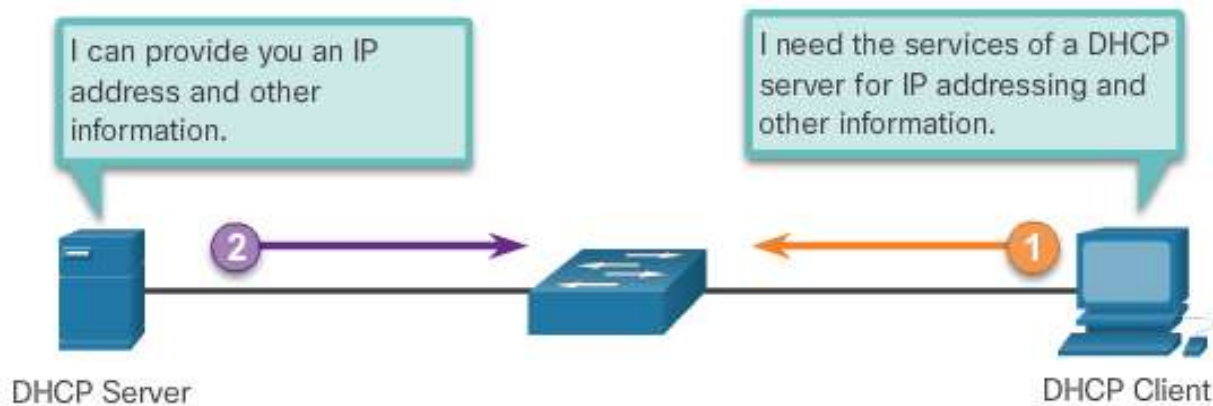 I can provide you an IP
address and other
information.
I need the services of a DHCP
server for IP addressing and
other information.
2
1
DHCP Server
DHCP Client